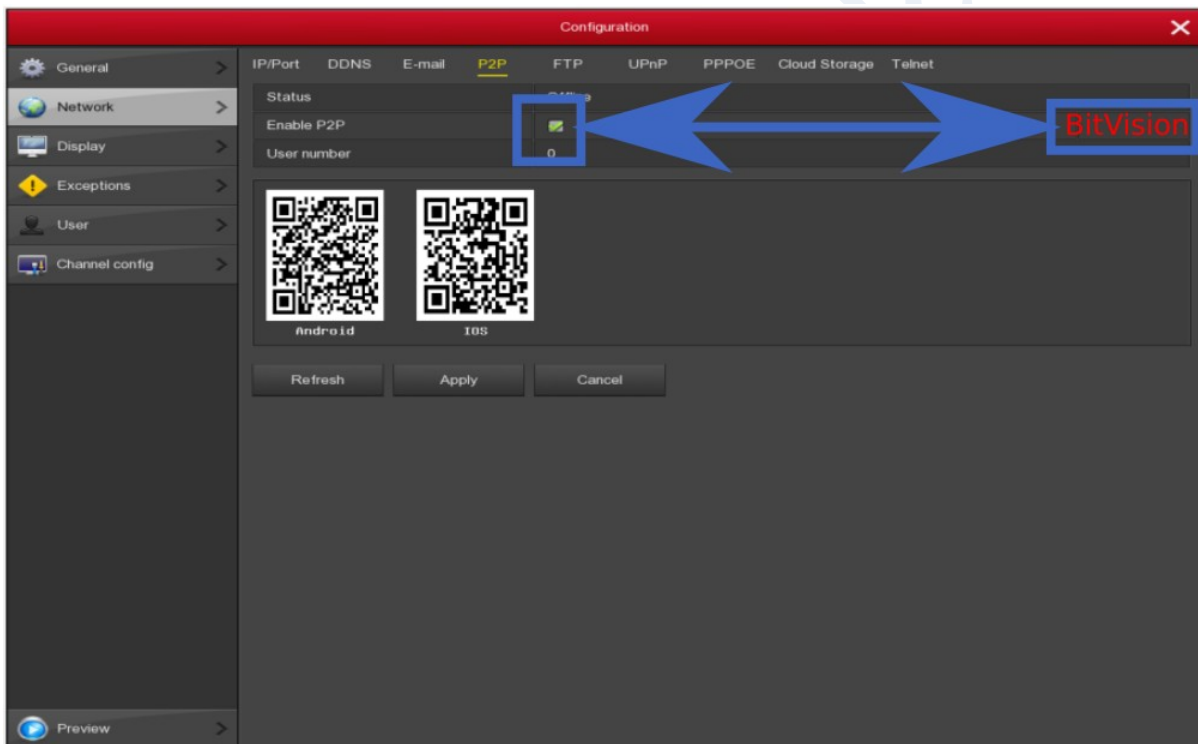 Configuration
General
IP/Port DDNS E-mail P2P FTP UPnP PPPOE Cloud Storage Telnet
Network
Status Offline
Enable P2P BitVision
Display
User number 0
Exceptions
User
Channel config
Android IOS
Refresh Apply Cancel
Preview